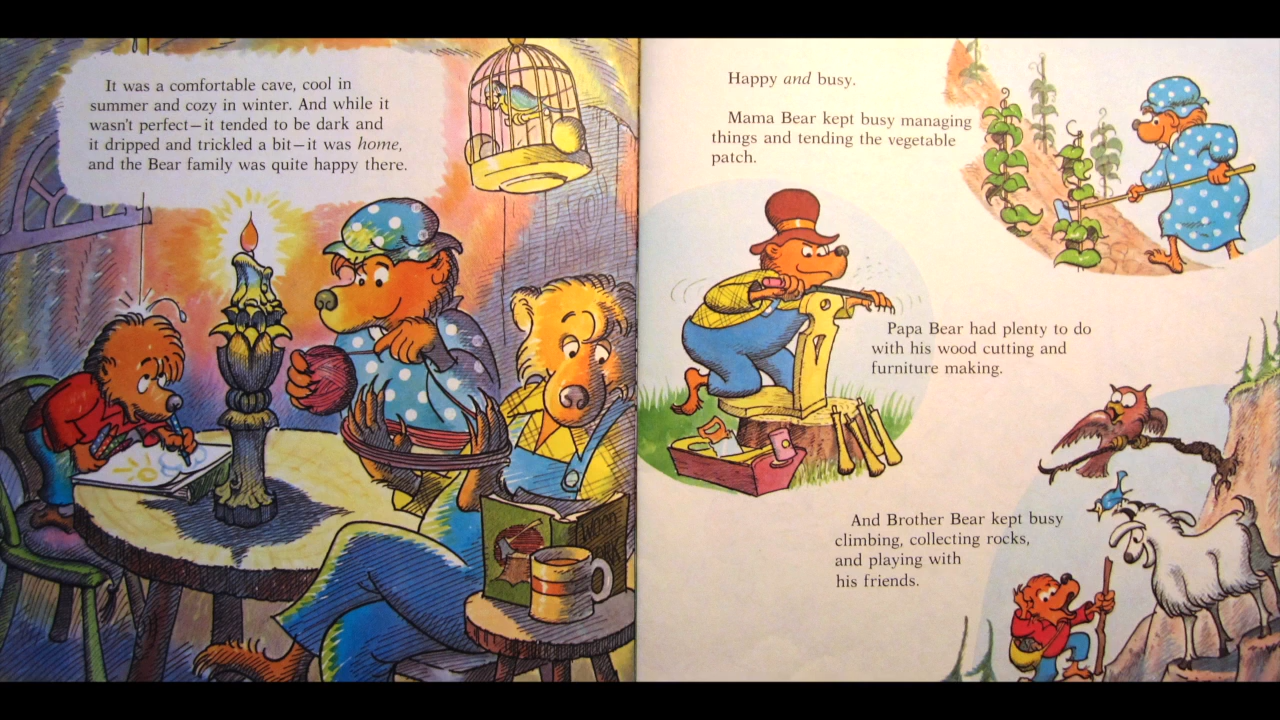 It was a comfortable cave, cool in
summer and cozy in winter. And while it
wasn't perfect—it tended to be dark and
it dripped and trickled a bit—it was home,
and the Bear family was quite happy there.
Happy and busy.
Mama Bear kept busy managing
things and tending the vegetable
patch.
Papa Bear had plenty to do
with his wood cutting and
furniture making.
And Brother Bear kept busy
climbing, collecting rocks,
and playing with
his friends.